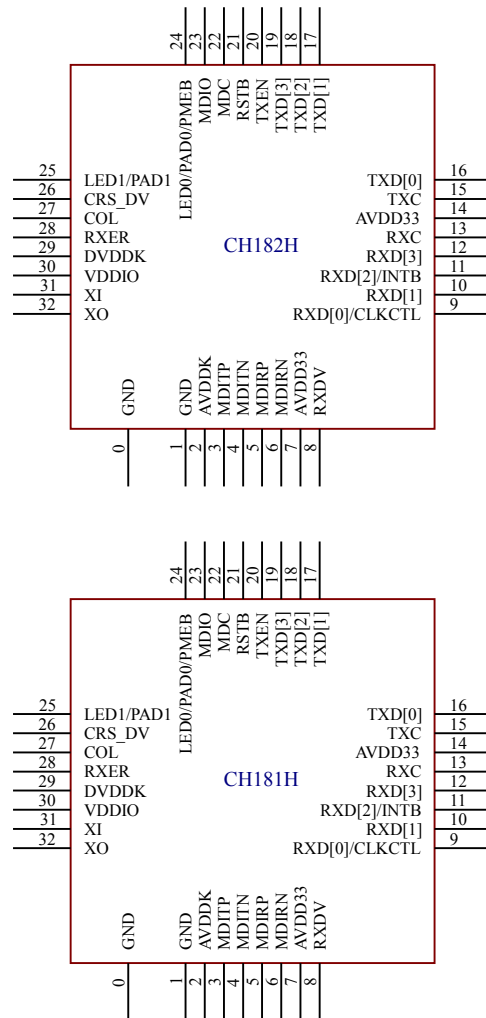 24 23 22 21 20 19 18 17
LED0/PAD0/PMEB MDIO MDC RSTB TXEN TXD[3] TXD[2] TXD[1]
25 LED1/PAD1 TXD[0] 16
26 CRS_DV TXC 15
27 COL AVDD33 14
28 RXER RXC 13
29 DVDDK CH182H RXD[3] 12
30 VDDIO RXD[2]/INTB 11
31 XI RXD[1] 10
32 XO RXD[0]/CLKCTL 9
GND GND AVDDK MDITP MDITN MDIRP MDIRN AVDD33 RXDV
0 1 2 3 4 5 6 7 8
24 23 22 21 20 19 18 17
LED0/PAD0/PMEB MDIO MDC RSTB TXEN TXD[3] TXD[2] TXD[1]
25 LED1/PAD1 TXD[0] 16
26 CRS_DV TXC 15
27 COL AVDD33 14
28 RXER RXC 13
29 DVDDK CH181H RXD[3] 12
30 VDDIO RXD[2]/INTB 11
31 XI RXD[1] 10
32 XO RXD[0]/CLKCTL 9
GND GND AVDDK MDITP MDITN MDIRP MDIRN AVDD33 RXDV
0 1 2 3 4 5 6 7 8